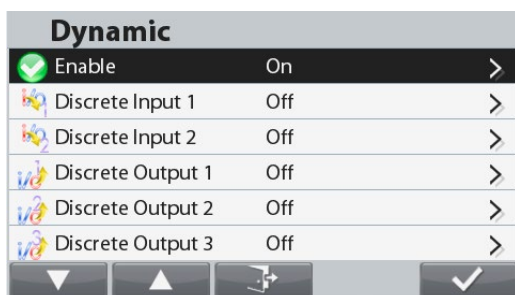 Dynamic
Enable On
Discrete Input 1 Off
Discrete Input 2 Off
Discrete Output 1 Off
Discrete Output 2 Off
Discrete Output 3 Off